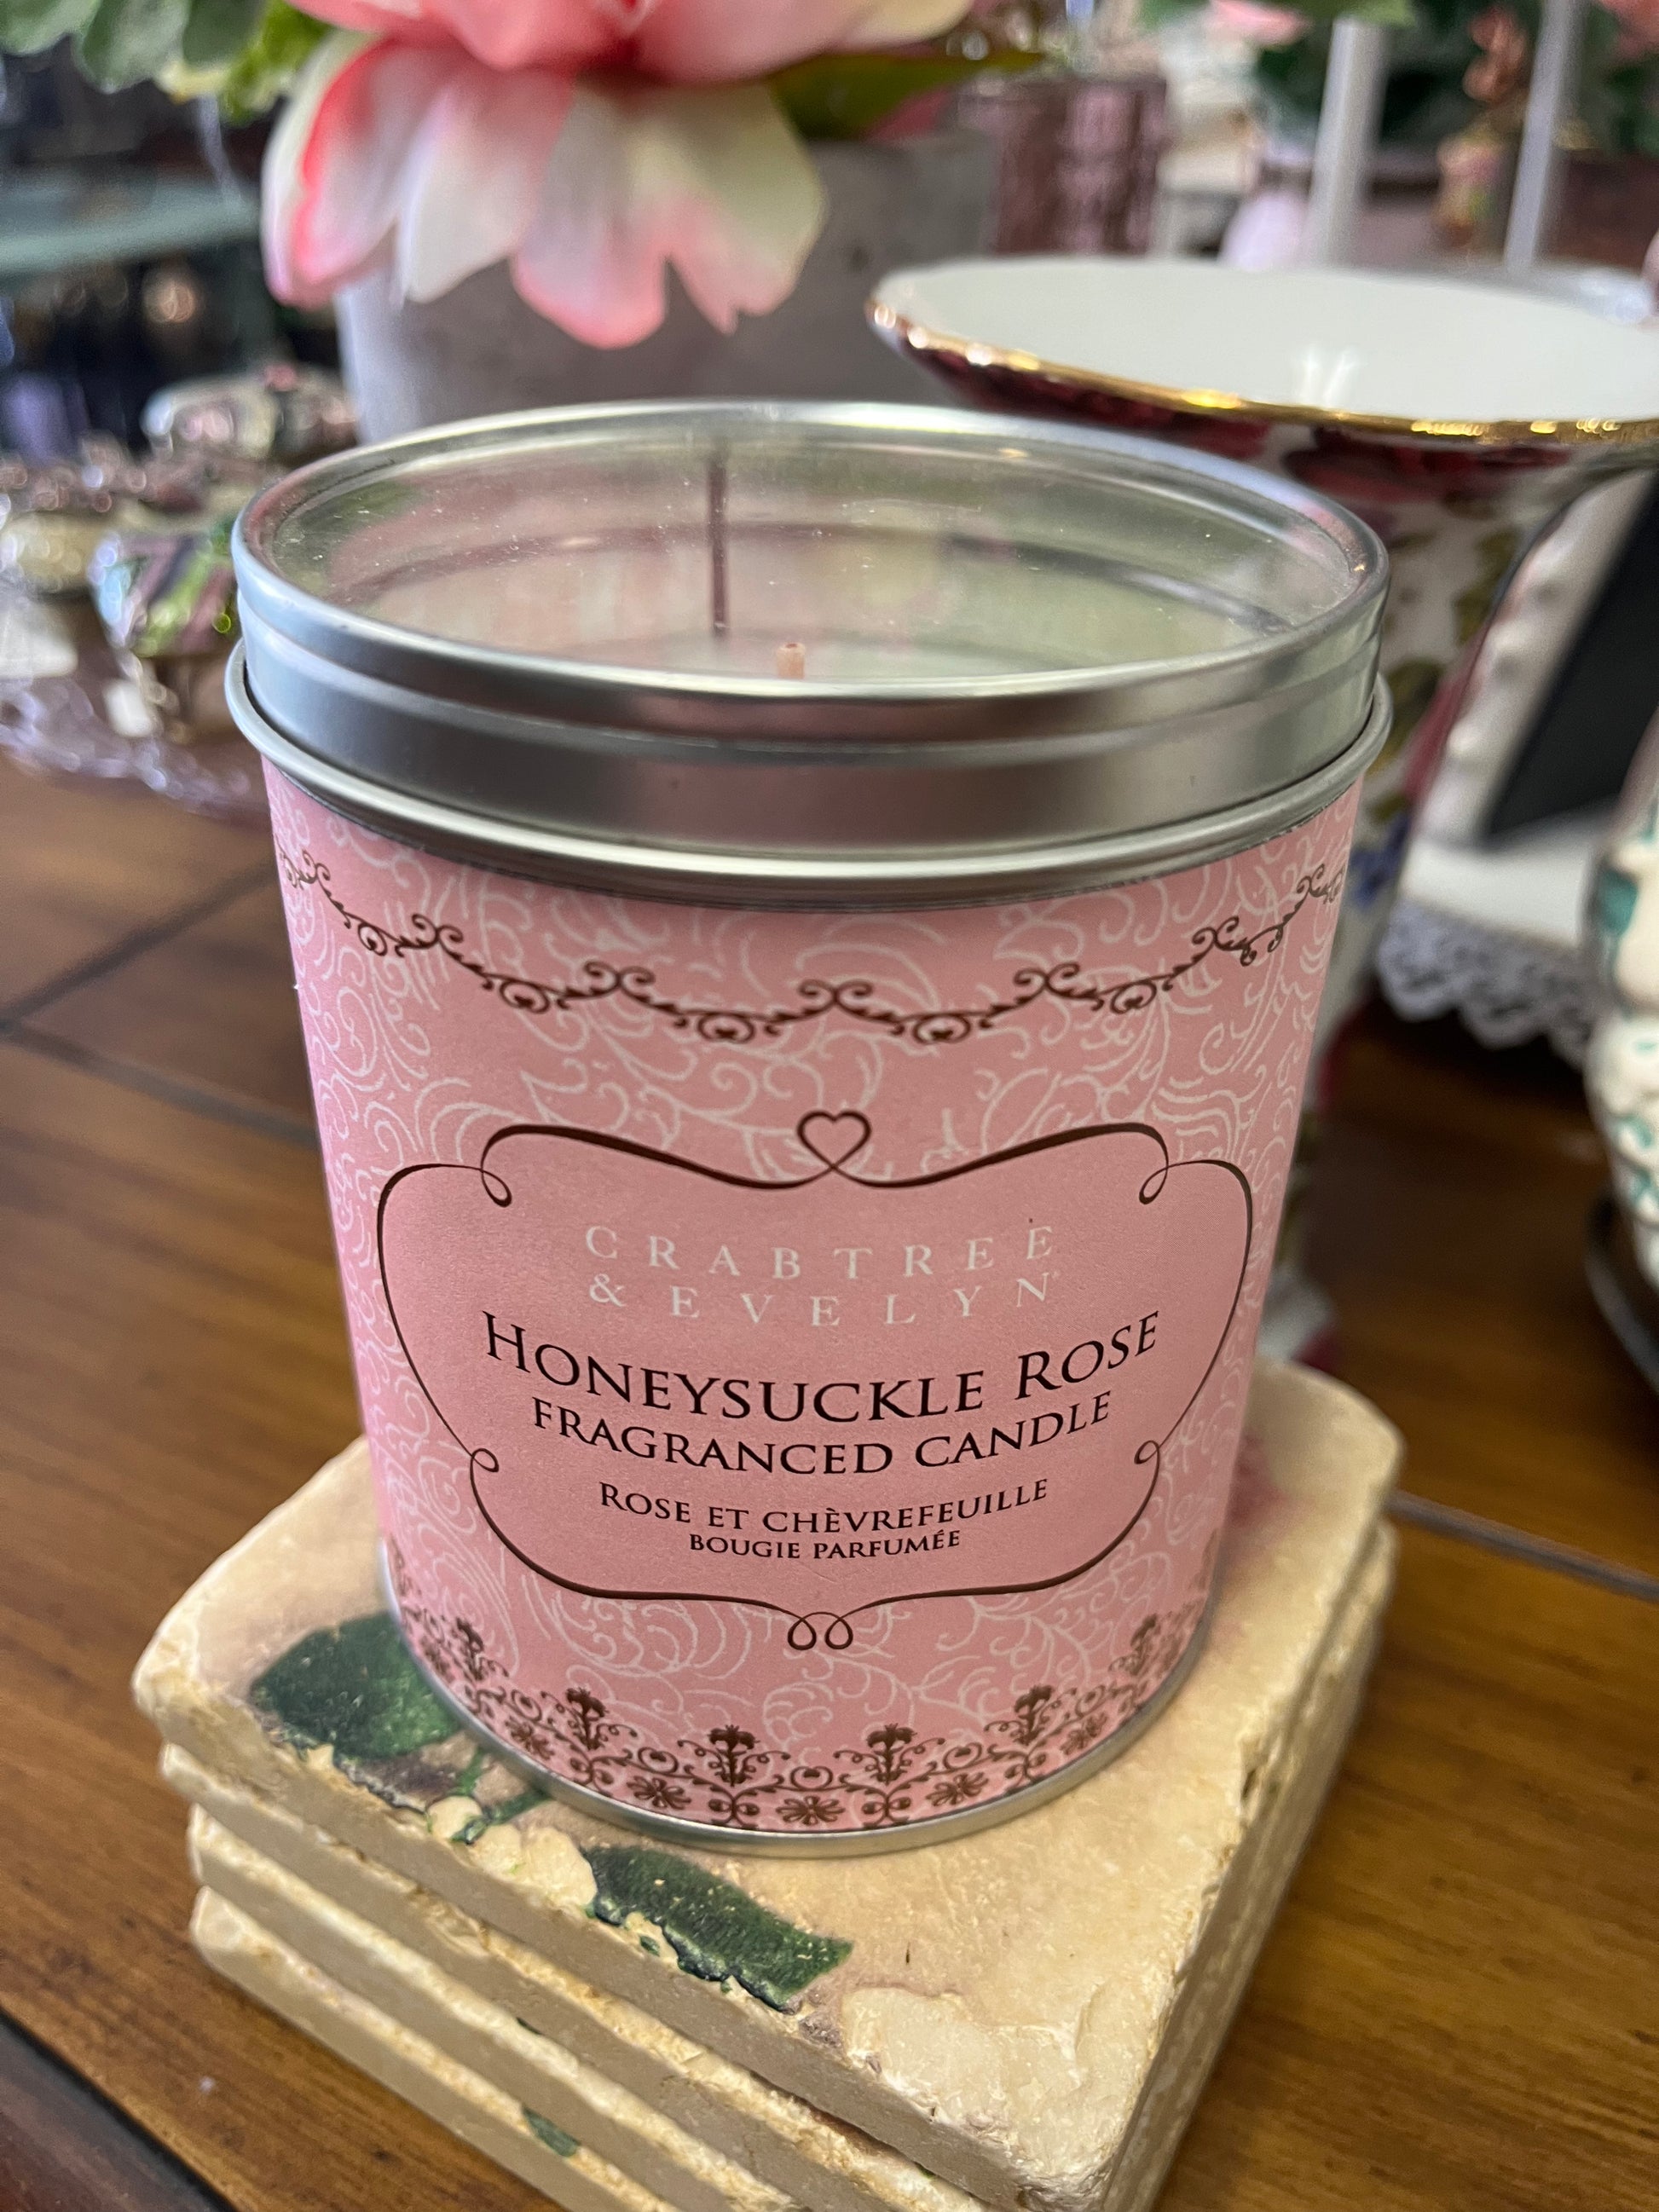 CRABTREE
& EVELYN®
HONEYSUCKLE ROSE
FRAGRANCED CANDLE
ROSE ET CHÈVREFEUILLE
BOUGIE PARFUMÉE